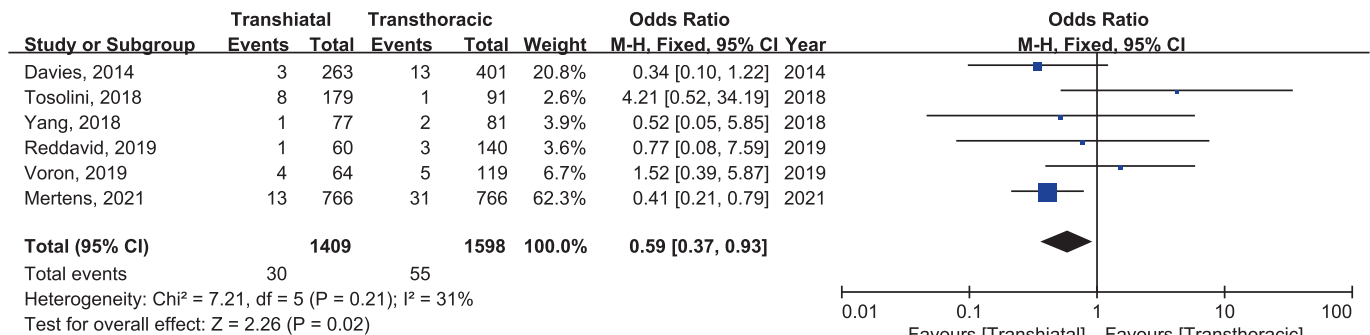 Transhiatal Transthoracic Odds Ratio Odds Ratio
Study or Subgroup Events Total Events Total Weight M-H, Fixed, 95% CI Year M-H, Fixed, 95% CI
Davies, 2014 3 263 13 401 20.8% 0.34 [0.10, 1.22] 2014
Tosolini, 2018 8 179 1 91 2.6% 4.21 [0.52, 34.19] 2018
Yang, 2018 1 77 2 81 3.9% 0.52 [0.05, 5.85] 2018
Reddavid, 2019 1 60 3 140 3.6% 0.77 [0.08, 7.59] 2019
Voron, 2019 4 64 5 119 6.7% 1.52 [0.39, 5.87] 2019
Mertens, 2021 13 766 31 766 62.3% 0.41 [0.21, 0.79] 2021
Total (95% CI) 1409 1598 100.0% 0.59 [0.37, 0.93]
Total events 30 55
Heterogeneity: Chi² = 7.21, df = 5 (P = 0.21); I² = 31%
Test for overall effect: Z = 2.26 (P = 0.02)
0.01 0.1 1 10 100
Favours [Transhiatal] Favours [Transthoracic]